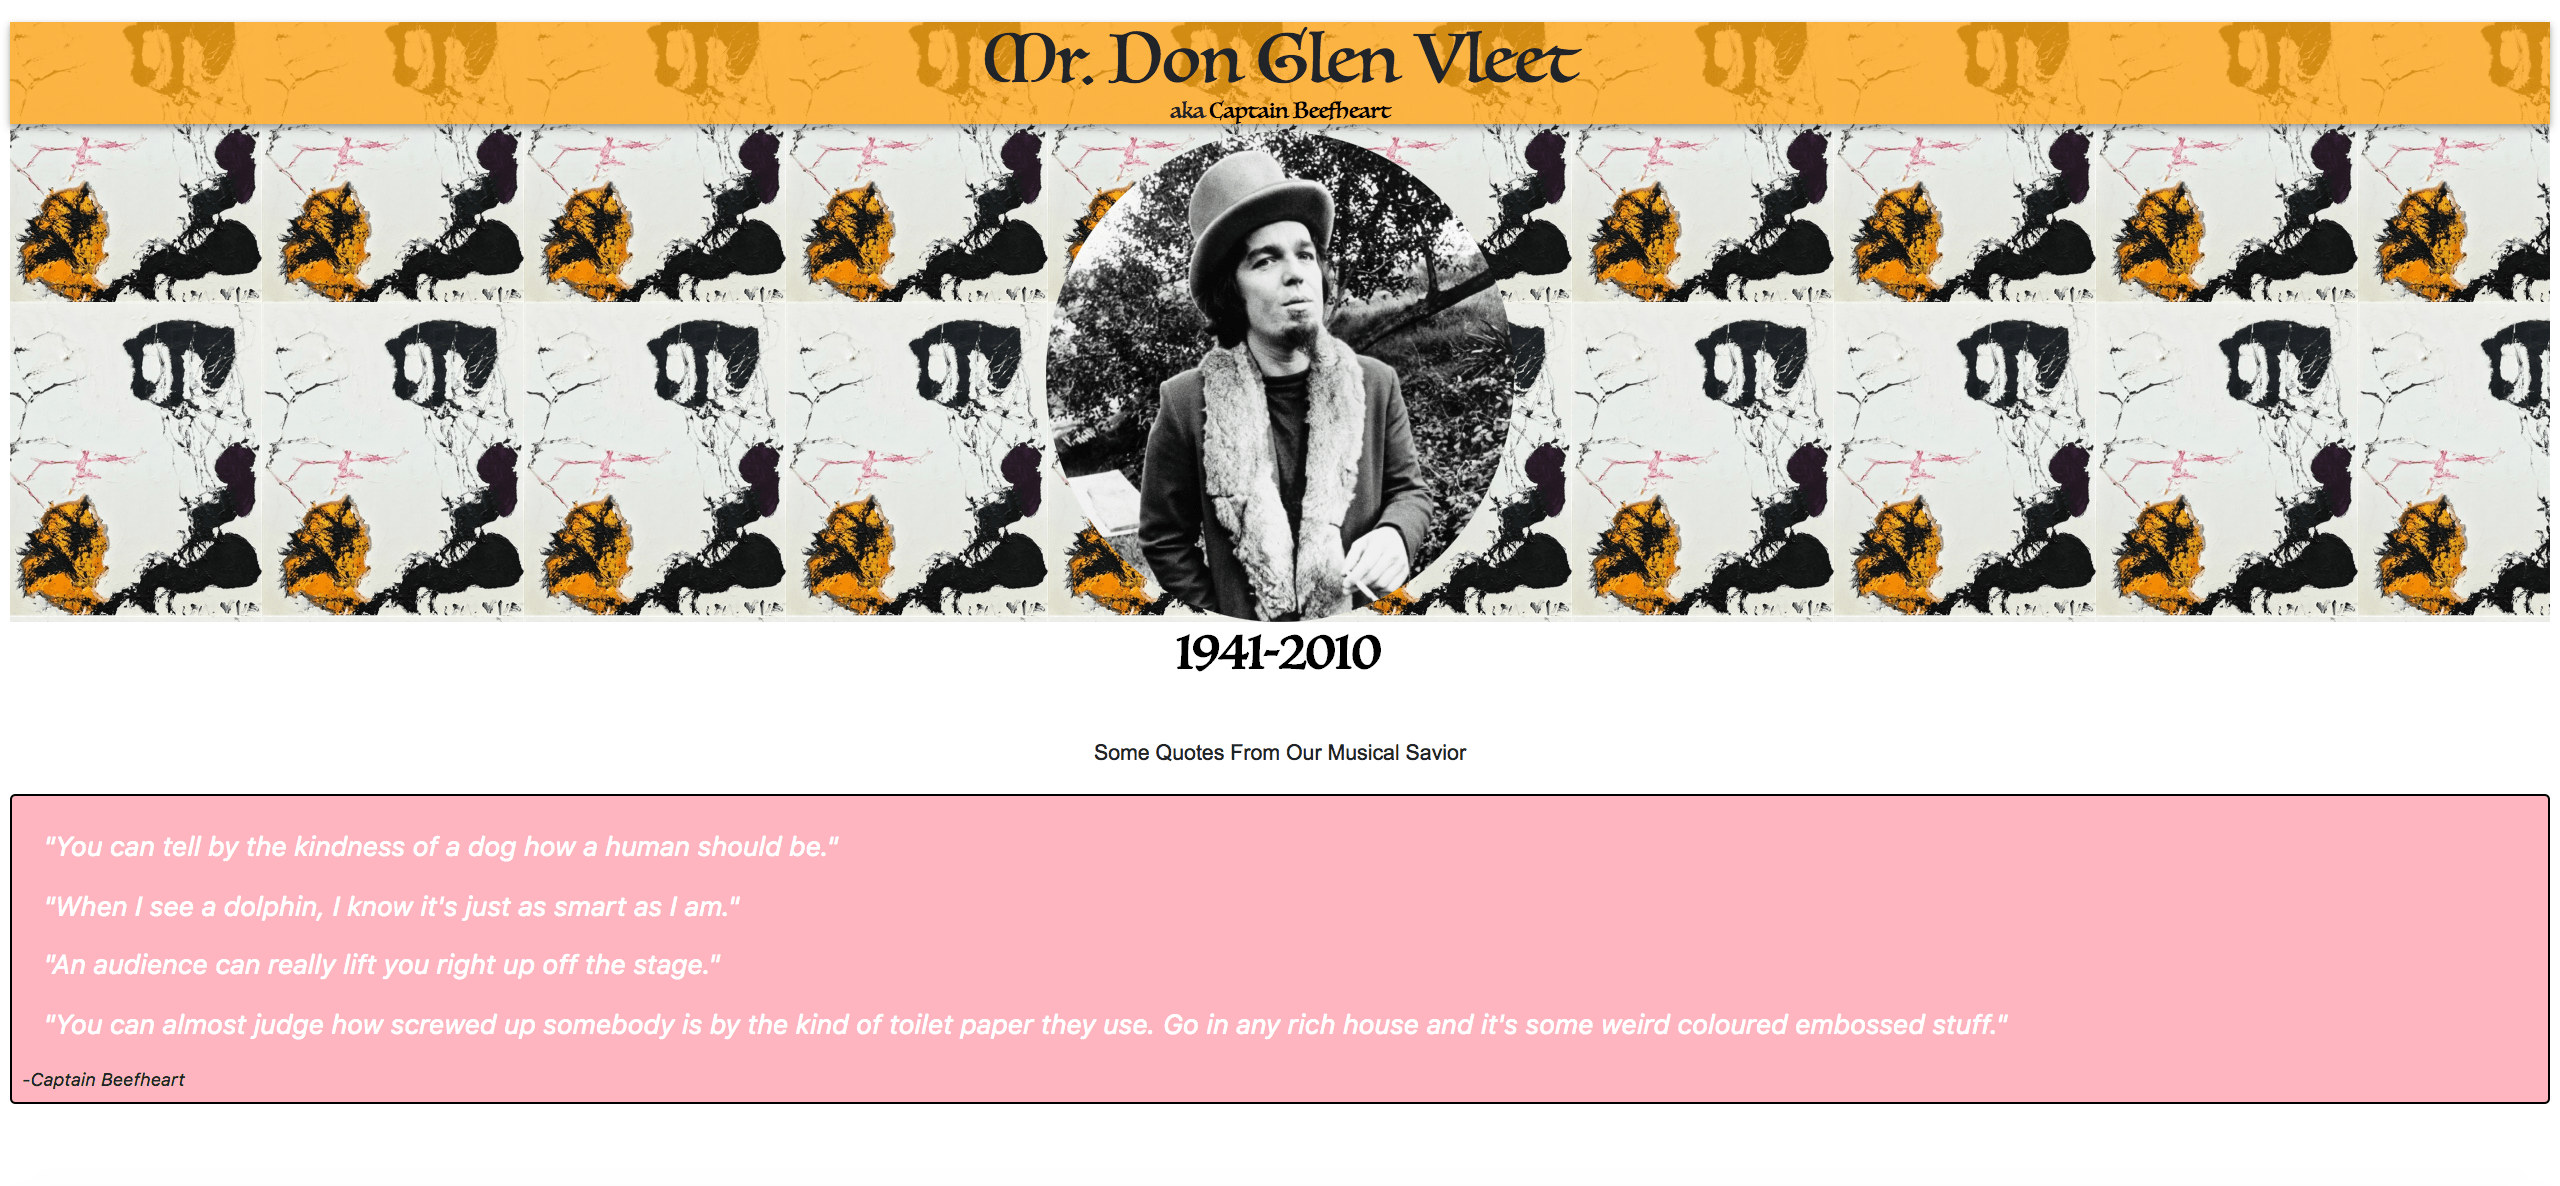 Mr. Don Glen Vleet
aka Captain Beefheart
1941-2010
Some Quotes From Our Musical Savior
"You can tell by the kindness of a dog how a human should be."
"When I see a dolphin, I know it's just as smart as I am."
"An audience can really lift you right up off the stage."
"You can almost judge how screwed up somebody is by the kind of toilet paper they use. Go in any rich house and it's some weird coloured embossed stuff."
-Captain Beefheart